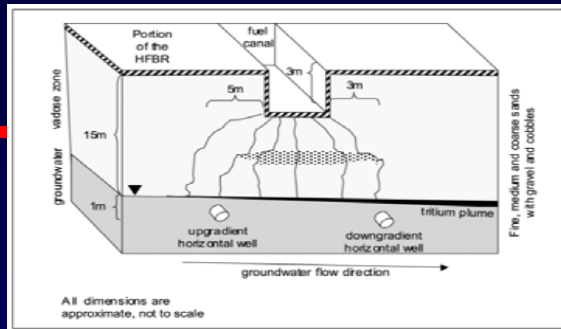 Portion
of the
HFBR
fuel
canal
3m
5m
3m
vadose zone
15m
groundwater
1m
tritium plume
Fine, medium and coarse sands
with gravel and cobbles
upgradient
horizontal well
downgradient
horizontal well
groundwater flow direction
All dimensions are
approximate, not to scale